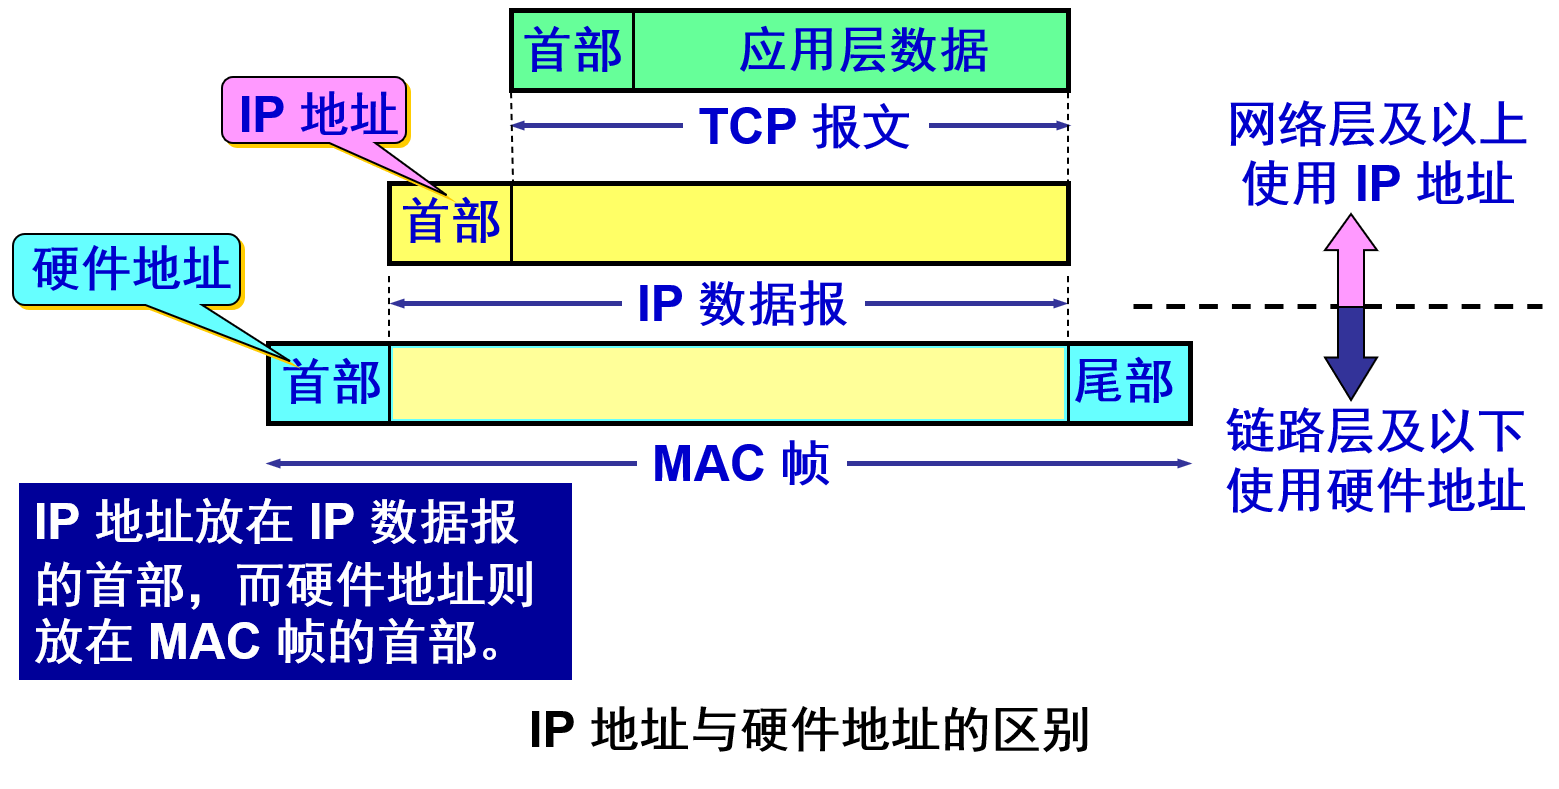 首部 应用层数据
IP 地址
TCP 报文
网络层及以上
使用 IP 地址
首部
硬件地址
IP 数据报
首部 尾部
MAC 帧
链路层及以下
使用硬件地址
IP 地址放在 IP 数据报
的首部，而硬件地址则
放在 MAC 帧的首部。
IP 地址与硬件地址的区别